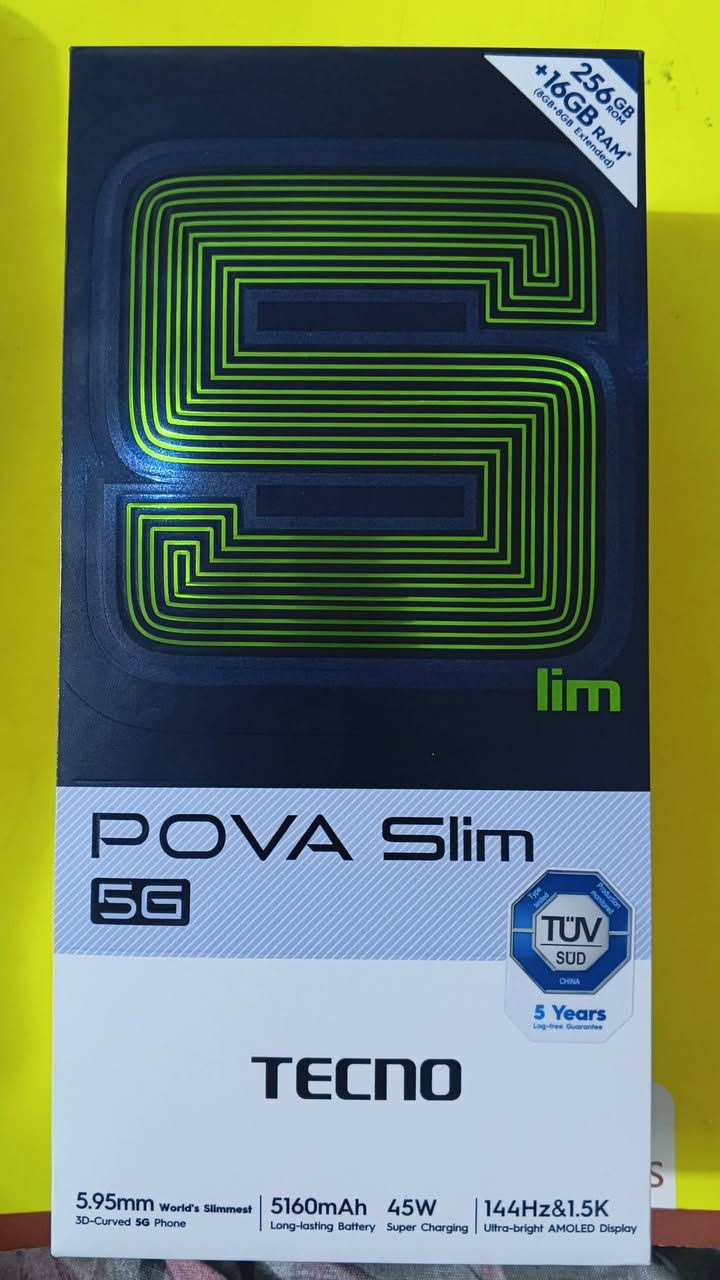 256GB
ROM
+16GB RAM*
(8GB+8GB Extended)
S
lim
POVA Slim
5G
Type tested
Production monitored
TÜV
SÜD
CHINA
5 Years
Lag-free Guarantee
TECNO
5.95mm World's Slimmest
3D-Curved 5G Phone
5160mAh
Long-lasting Battery
45W
Super Charging
144Hz&1.5K
Ultra-bright AMOLED Display
S